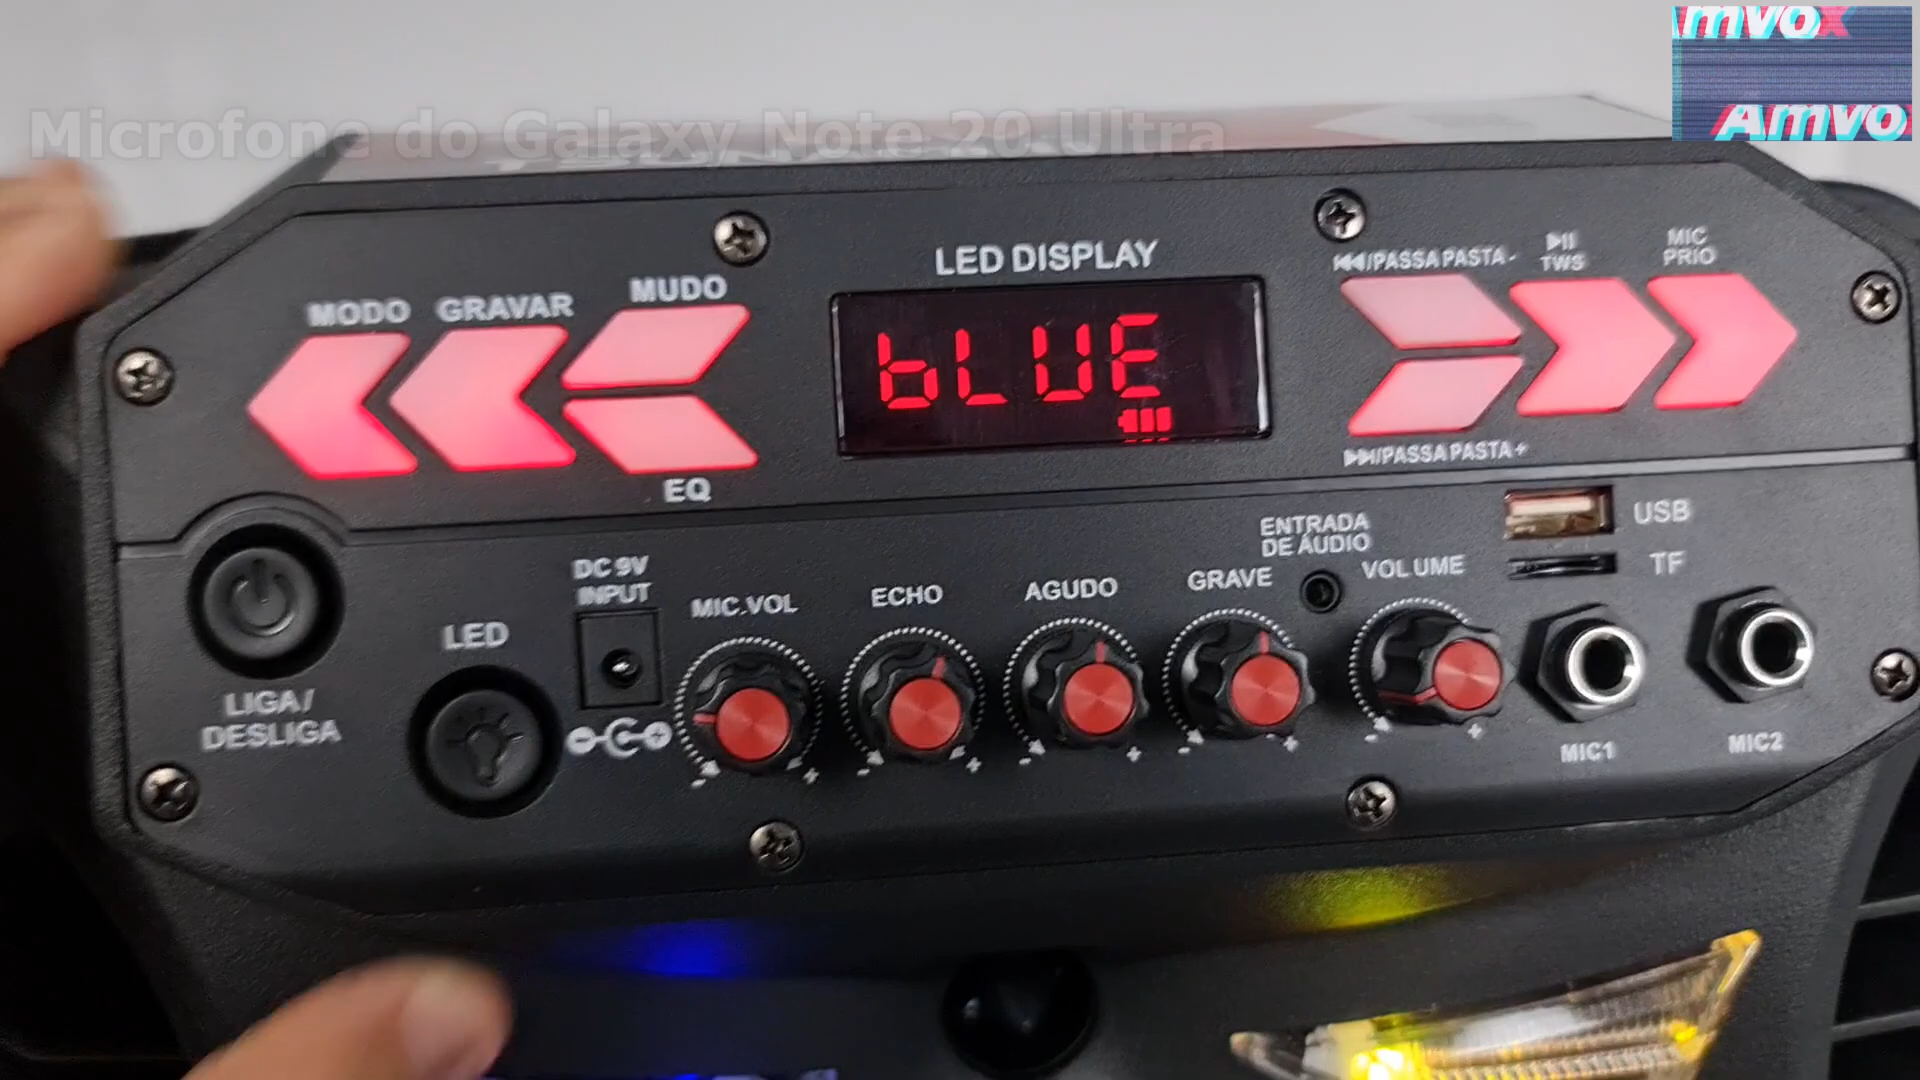 Amvox
Amvo
Microfone do Galaxy Note 20 Ultra
LED DISPLAY
MODO
GRAVAR
MUDO
EQ
bLUE
⏮/PASSA PASTA -
⏯
TWS
MIC
PRIO
⏭/PASSA PASTA +
USB
TF
ENTRADA
DE ÁUDIO
LIGA/
DESLIGA
LED
DC 9V
INPUT
MIC.VOL
ECHO
AGUDO
GRAVE
VOLUME
- +
- +
- +
- +
- +
MIC1
MIC2